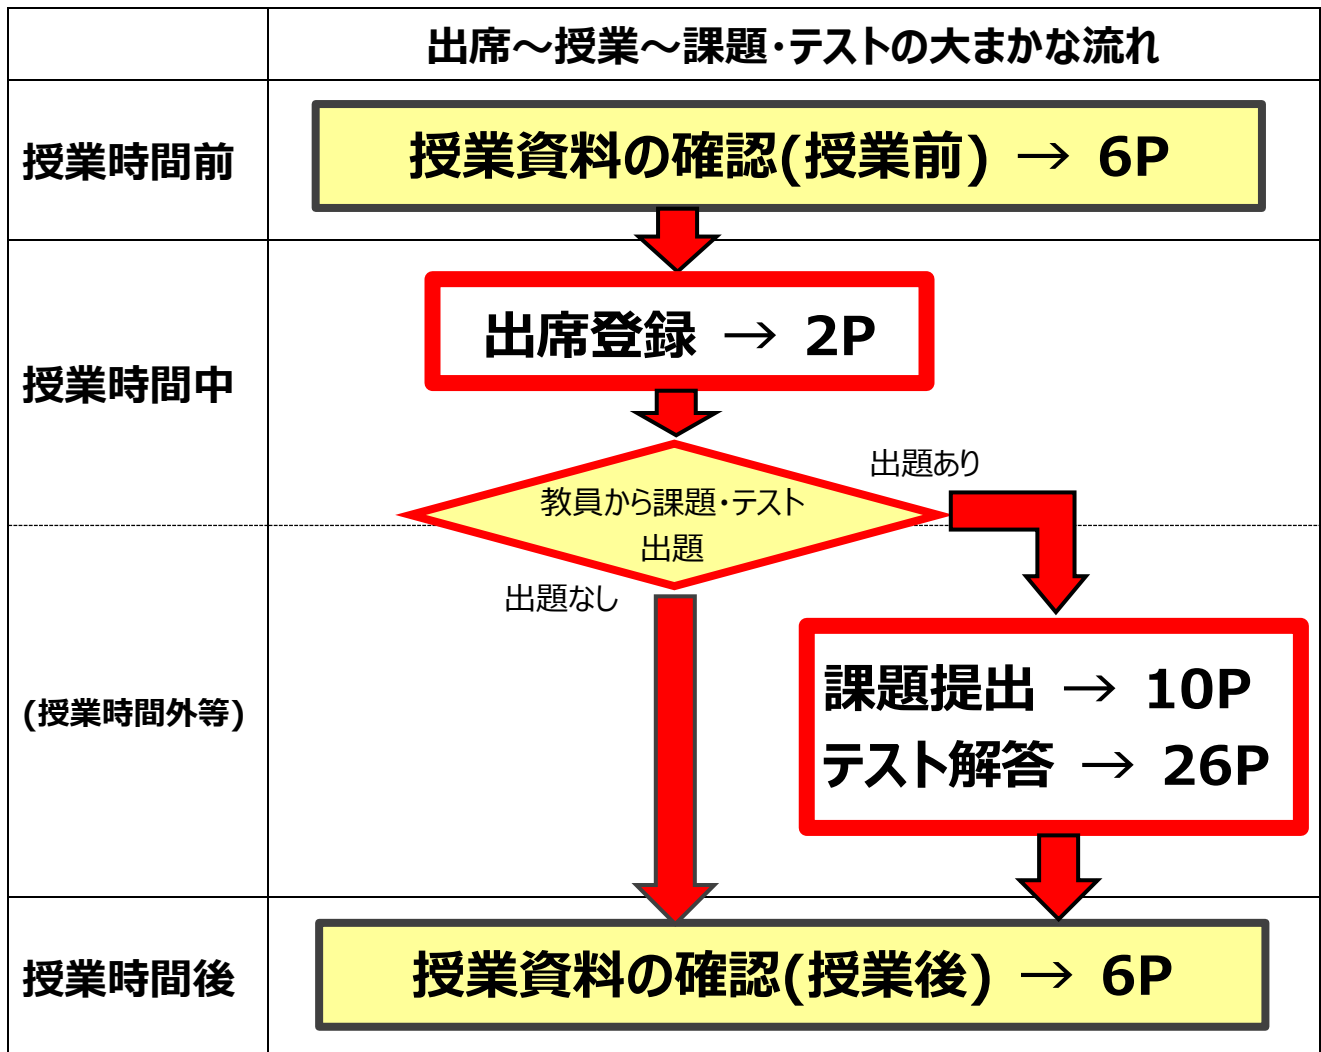 出席～授業～課題・テストの大まかな流れ
授業時間前
授業資料の確認(授業前) → 6P
授業時間中
出席登録 → 2P
出題あり
教員から課題・テスト
出題
出題なし
(授業時間外等)
課題提出 → 10P
テスト解答 → 26P
授業時間後
授業資料の確認(授業後) → 6P